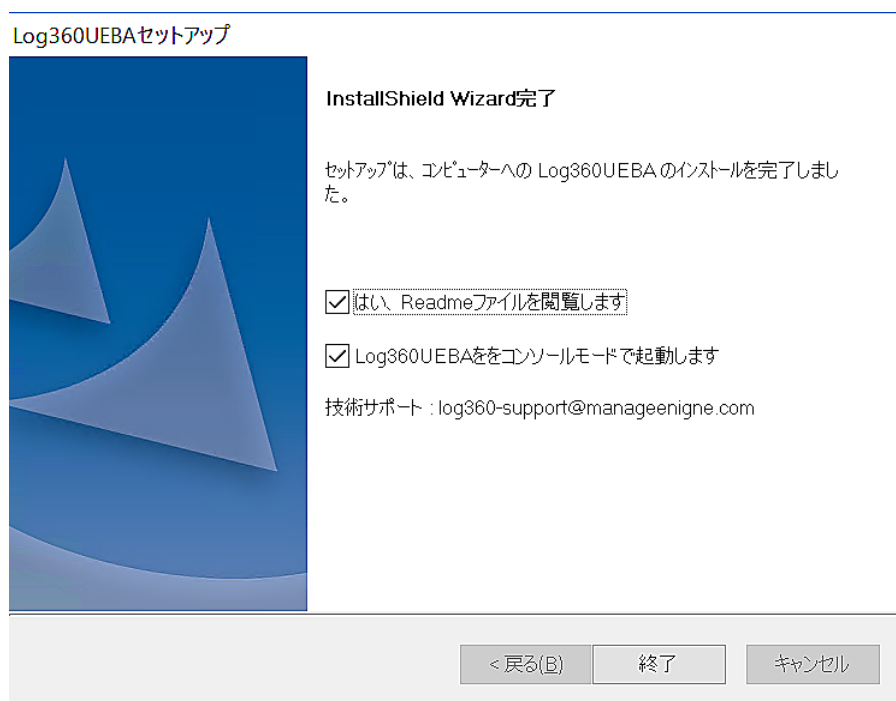 Log360UEBAセットアップ
InstallShield Wizard完了
セットアップは、コンピューターへの Log360UEBA のインストールを完了しまし
た。
はい、Readmeファイルを閲覧します
Log360UEBAををコンソールモードで起動します
技術サポート : log360-support@manageenigne.com
< 戻る(B)
終了
キャンセル